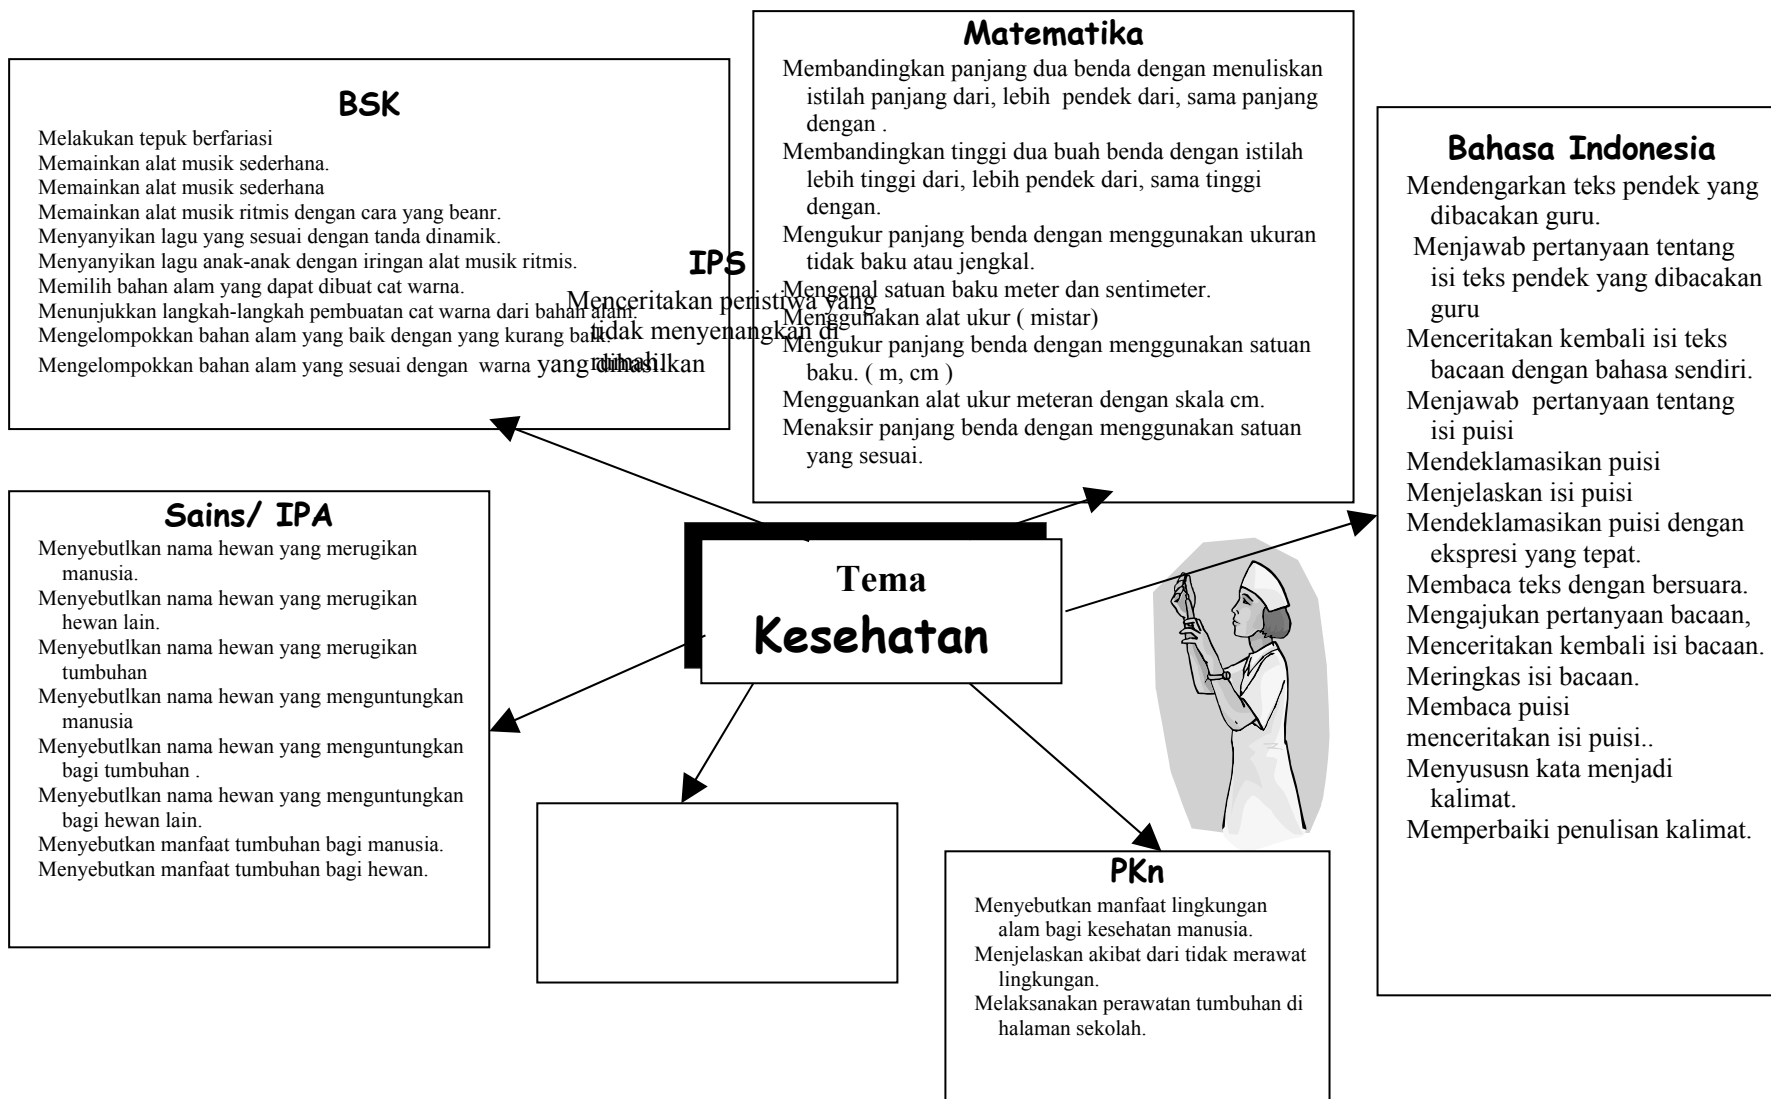 BSK
Melakukan tepuk berfariasi
Memainkan alat musik sederhana.
Memainkan alat musik sederhana
Memainkan alat musik ritmis dengan cara yang beanr.
Menyanyikan lagu yang sesuai dengan tanda dinamik.
Menyanyikan lagu anak-anak dengan iringan alat musik ritmis.
Memilih bahan alam yang dapat dibuat cat warna.
Menunjukkan langkah-langkah pembuatan cat warna dari bahan alam.
Mengelompokkan bahan alam yang baik dengan yang kurang baik.
Mengelompokkan bahan alam yang sesuai dengan warna yang dihasilkan
IPS
Menceritakan peristiwa yang
tidak menyenangkan di
rumah.
Matematika
Membandingkan panjang dua benda dengan menuliskan
istilah panjang dari, lebih pendek dari, sama panjang
dengan .
Membandingkan tinggi dua buah benda dengan istilah
lebih tinggi dari, lebih pendek dari, sama tinggi
dengan.
Mengukur panjang benda dengan menggunakan ukuran
tidak baku atau jengkal.
Mengenal satuan baku meter dan sentimeter.
Menggunakan alat ukur ( mistar)
Mengukur panjang benda dengan menggunakan satuan
baku. ( m, cm )
Mengguankan alat ukur meteran dengan skala cm.
Menaksir panjang benda dengan menggunakan satuan
yang sesuai.
Bahasa Indonesia
Mendengarkan teks pendek yang
dibacakan guru.
Menjawab pertanyaan tentang
isi teks pendek yang dibacakan
guru
Menceritakan kembali isi teks
bacaan dengan bahasa sendiri.
Menjawab pertanyaan tentang
isi puisi
Mendeklamasikan puisi
Menjelaskan isi puisi
Mendeklamasikan puisi dengan
ekspresi yang tepat.
Membaca teks dengan bersuara.
Mengajukan pertanyaan bacaan,
Menceritakan kembali isi bacaan.
Meringkas isi bacaan.
Membaca puisi
menceritakan isi puisi..
Menyususn kata menjadi
kalimat.
Memperbaiki penulisan kalimat.
Sains/ IPA
Menyebutlkan nama hewan yang merugikan
manusia.
Menyebutlkan nama hewan yang merugikan
hewan lain.
Menyebutlkan nama hewan yang merugikan
tumbuhan
Menyebutlkan nama hewan yang menguntungkan
manusia
Menyebutlkan nama hewan yang menguntungkan
bagi tumbuhan .
Menyebutlkan nama hewan yang menguntungkan
bagi hewan lain.
Menyebutkan manfaat tumbuhan bagi manusia.
Menyebutkan manfaat tumbuhan bagi hewan.
Tema
Kesehatan
PKn
Menyebutkan manfaat lingkungan
alam bagi kesehatan manusia.
Menjelaskan akibat dari tidak merawat
lingkungan.
Melaksanakan perawatan tumbuhan di
halaman sekolah.